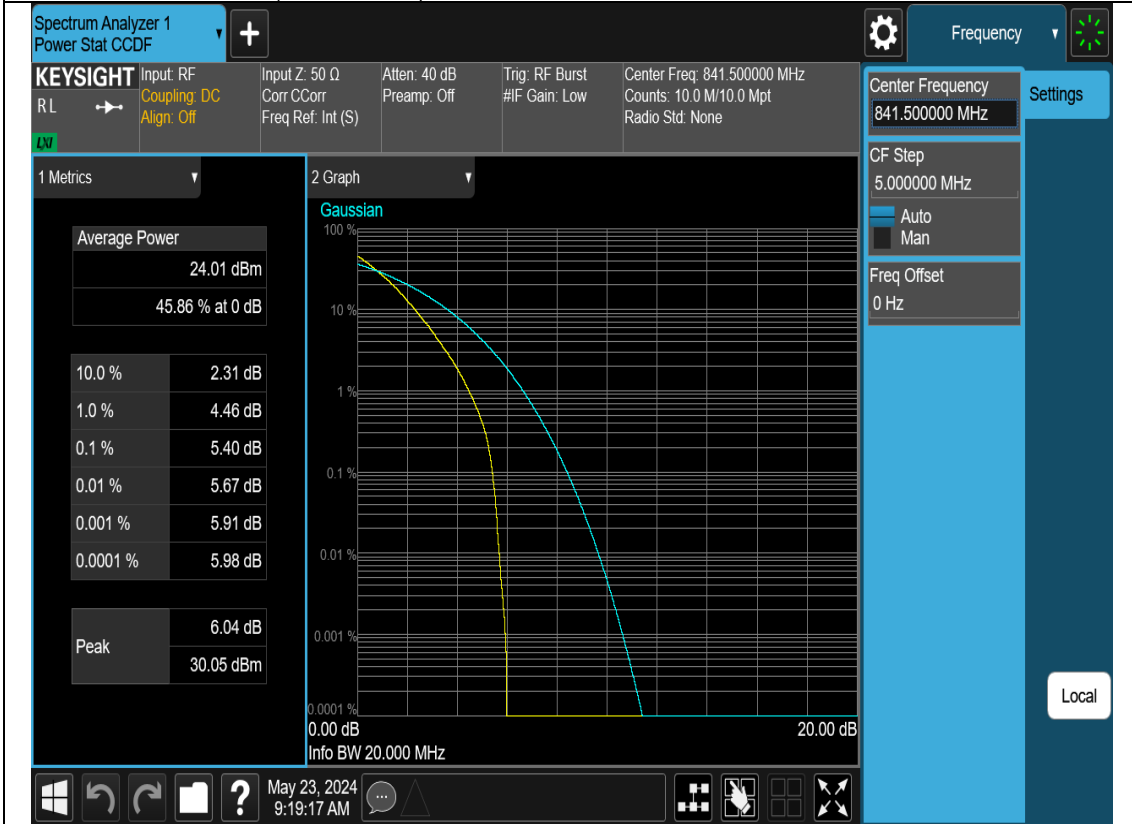 Spectrum Analyzer 1
Power Stat CCDF
+
Frequency
KEYSIGHT
RL
LXI
Input: RF
Coupling: DC
Align: Off
Input Z: 50 Ω
Corr CCorr
Freq Ref: Int (S)
Atten: 40 dB
Preamp: Off
Trig: RF Burst
#IF Gain: Low
Center Freq: 841.500000 MHz
Counts: 10.0 M/10.0 Mpt
Radio Std: None
Center Frequency
841.500000 MHz
Settings
CF Step
5.000000 MHz
Auto
Man
Freq Offset
0 Hz
Local
1 Metrics
Average Power
24.01 dBm
45.86 % at 0 dB
10.0 % 2.31 dB
1.0 % 4.46 dB
0.1 % 5.40 dB
0.01 % 5.67 dB
0.001 % 5.91 dB
0.0001 % 5.98 dB
Peak
6.04 dB
30.05 dBm
2 Graph
Gaussian
100 %
10 %
1 %
0.1 %
0.01 %
0.001 %
0.0001 %
0.00 dB 20.00 dB
Info BW 20.000 MHz
?
May 23, 2024
9:19:17 AM